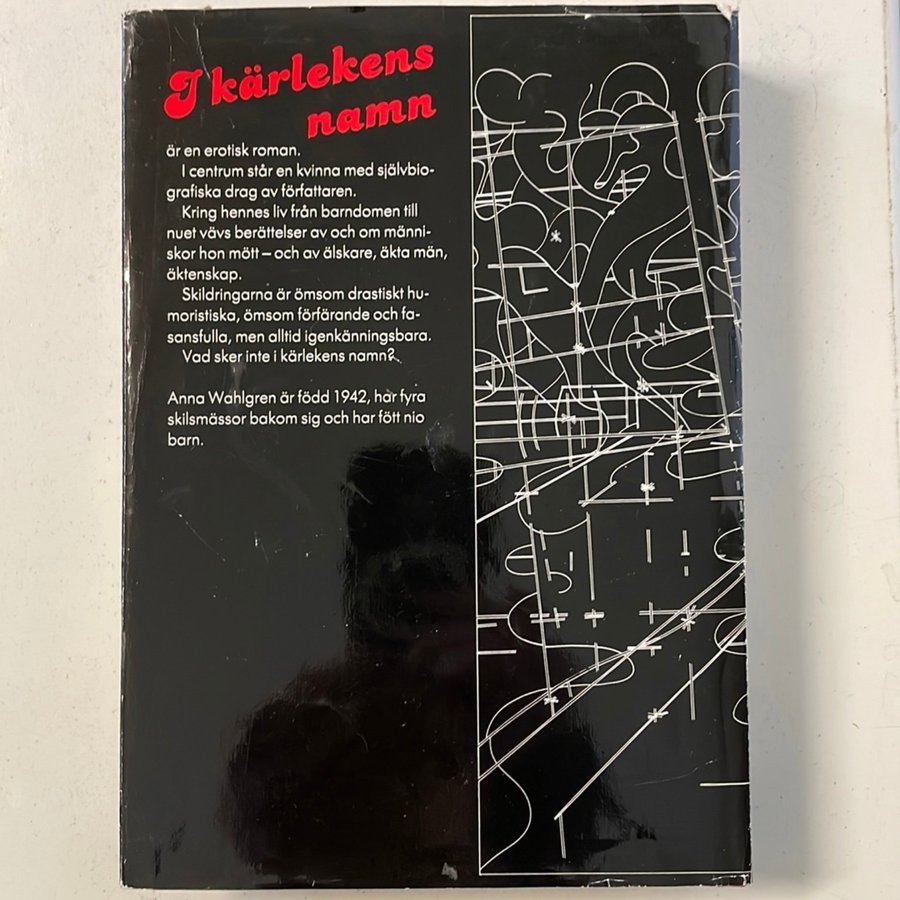 I kärlekens
namn
är en erotisk roman.
I centrum står en kvinna med självbio-
grafiska drag av författaren.
Kring hennes liv från barndomen till
nuet vävs berättelser av och om männi-
skor hon mött – och av älskare, äkta män,
äktenskap.
Skildringarna är ömsom drastiskt hu-
moristiska, ömsom förfärande och fa-
sansfulla, men alltid igenkänningsbara.
Vad sker inte i kärlekens namn?
Anna Wahlgren är född 1942, har fyra
skilsmässor bakom sig och har fött nio
barn.